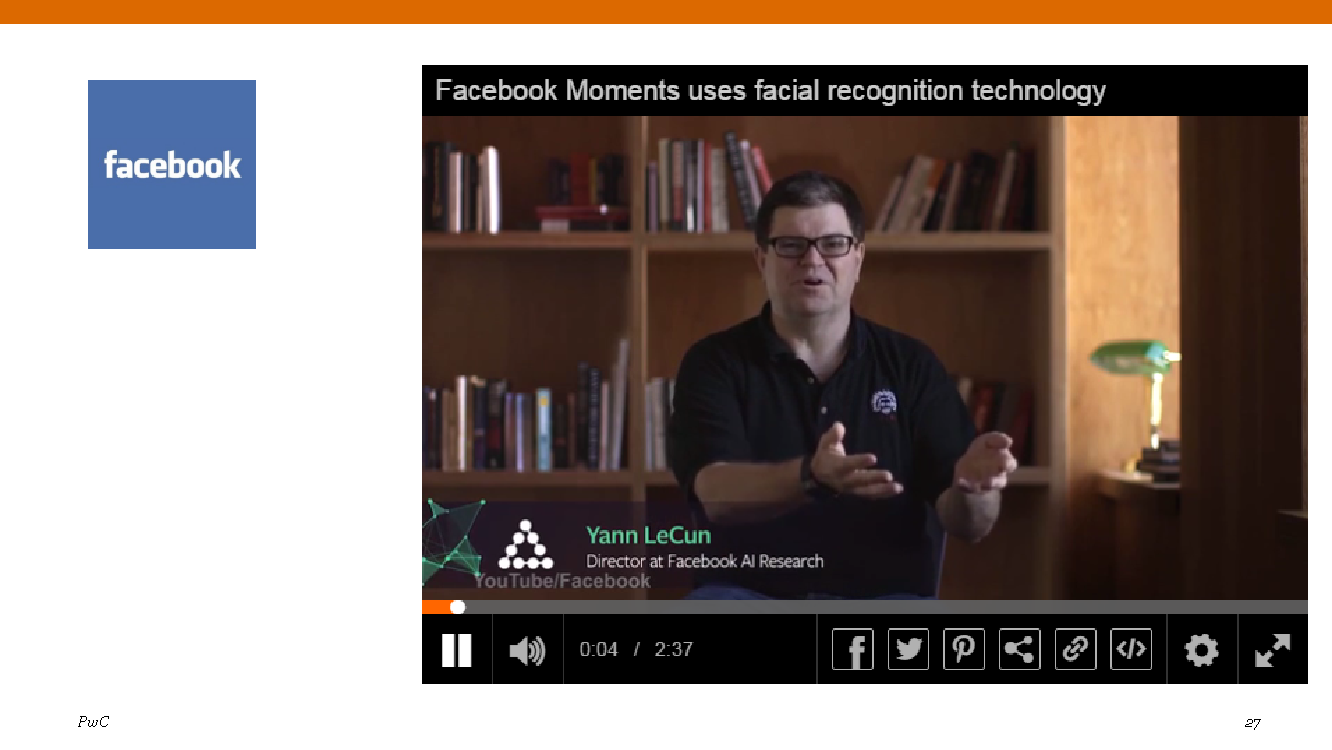 facebook
Facebook Moments uses facial recognition technology
Yann LeCun
Director at Facebook AI Research
YouTube/Facebook
0:04 / 2:37
PwC
27